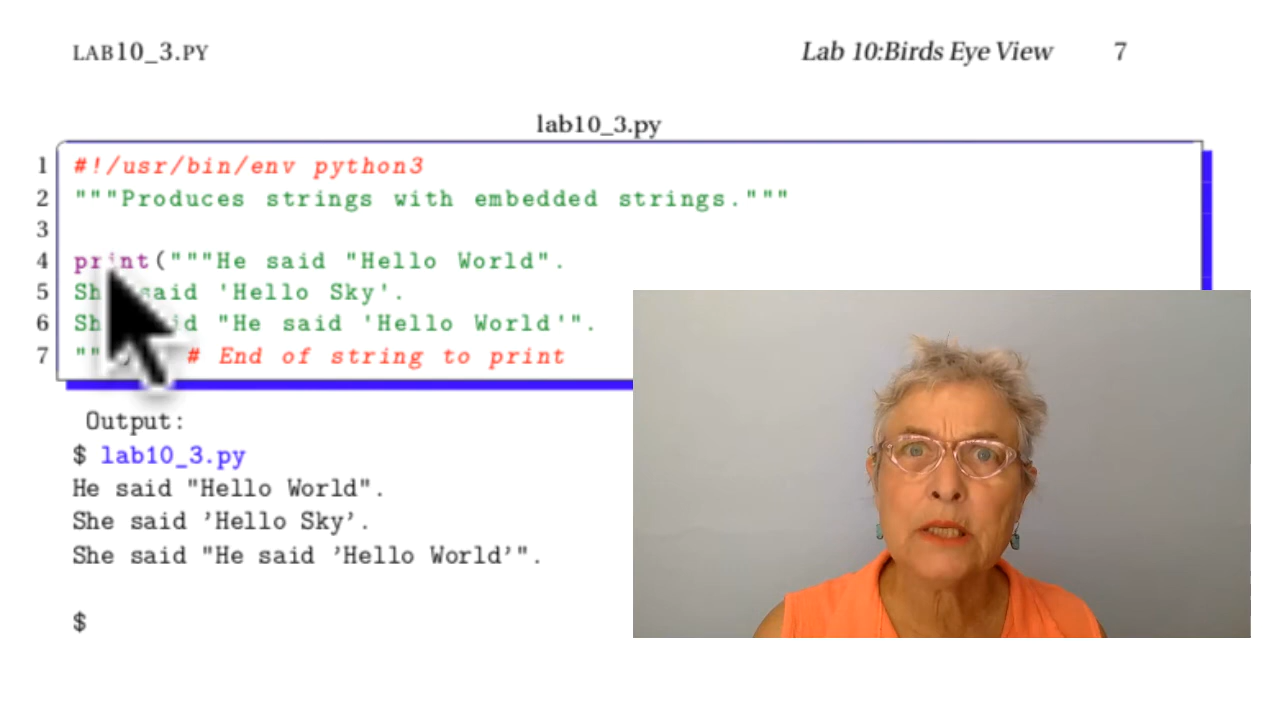 LAB10_3.PY
Lab 10:Birds Eye View 7
lab10_3.py
1 #!/usr/bin/env python3
2 """Produces strings with embedded strings."""
3
4 print("""He said "Hello World".
5 said 'Hello Sky'.
6 "He said 'Hello World'".
7 # End of string to print
Output:
$ lab10_3.py
He said "Hello World".
She said ’Hello Sky’.
She said "He said ’Hello World’".
$